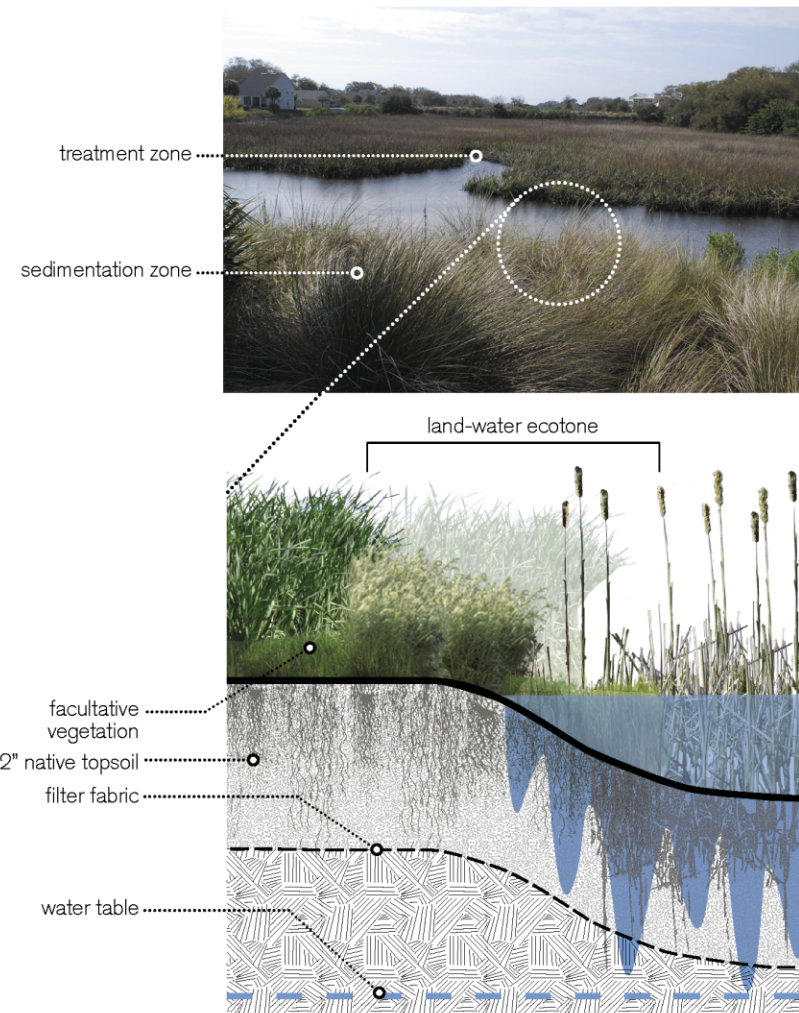 treatment zone
sedimentation zone
land-water ecotone
facultative
vegetation
2" native topsoil
filter fabric
water table